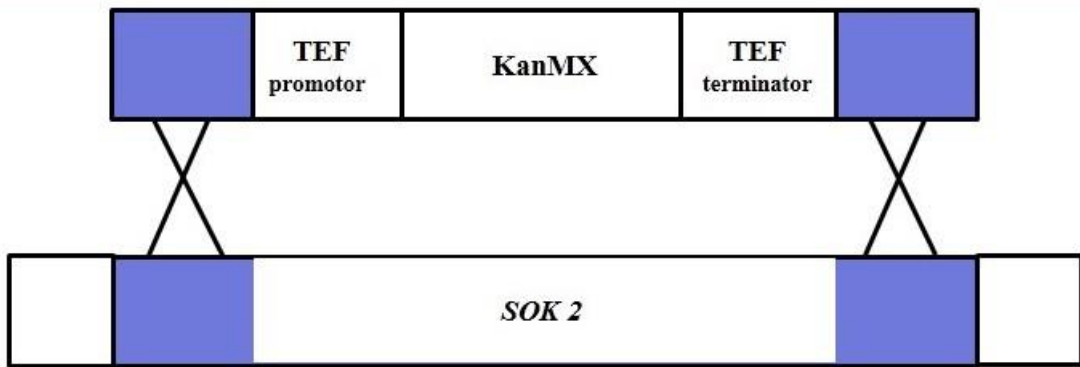 TEF
promotor
KanMX
TEF
terminator
SOK 2